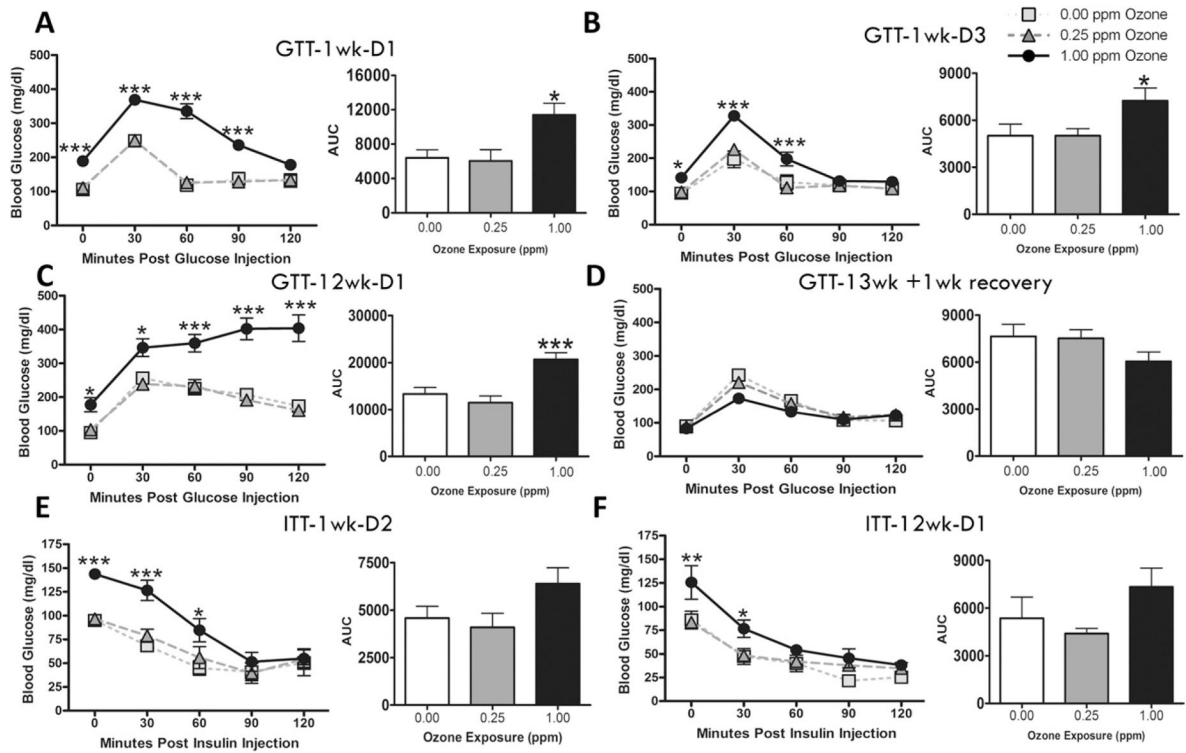 A
GTT-1wk-D1
500
400
300
200
100
0
Blood Glucose (mg/dl)
***
***
***
***
0 30 60 90 120
Minutes Post Glucose Injection
16000
12000
8000
4000
0
AUC
*
0.00 0.25 1.00
Ozone Exposure (ppm)
B
GTT-1wk-D3
0.00 ppm Ozone
0.25 ppm Ozone
1.00 ppm Ozone
500
400
300
200
100
0
Blood Glucose (mg/dl)
*
***
***
0 30 60 90 120
Minutes Post Glucose Injection
9000
6000
3000
0
AUC
*
0.00 0.25 1.00
Ozone Exposure (ppm)
C
GTT-12wk-D1
500
400
300
200
100
0
Blood Glucose (mg/dl)
*
*
***
***
***
0 30 60 90 120
Minutes Post Glucose Injection
30000
20000
10000
0
AUC
***
0.00 0.25 1.00
Ozone Exposure (ppm)
D
GTT-13wk +1wk recovery
500
400
300
200
100
0
Blood Glucose (mg/dl)
0 30 60 90 120
Minutes Post Glucose Injection
9000
6000
3000
0
AUC
0.00 0.25 1.00
Ozone Exposure (ppm)
E
ITT-1wk-D2
175
150
125
100
75
50
25
0
Blood Glucose (mg/dl)
***
***
*
0 30 60 90 120
Minutes Post Insulin Injection
7500
5000
2500
0
AUC
0.00 0.25 1.00
Ozone Exposure (ppm)
F
ITT-12wk-D1
175
150
125
100
75
50
25
0
Blood Glucose (mg/dl)
**
*
0 30 60 90 120
Minutes Post Insulin Injection
9000
6000
3000
0
AUC
0.00 0.25 1.00
Ozone Exposure (ppm)